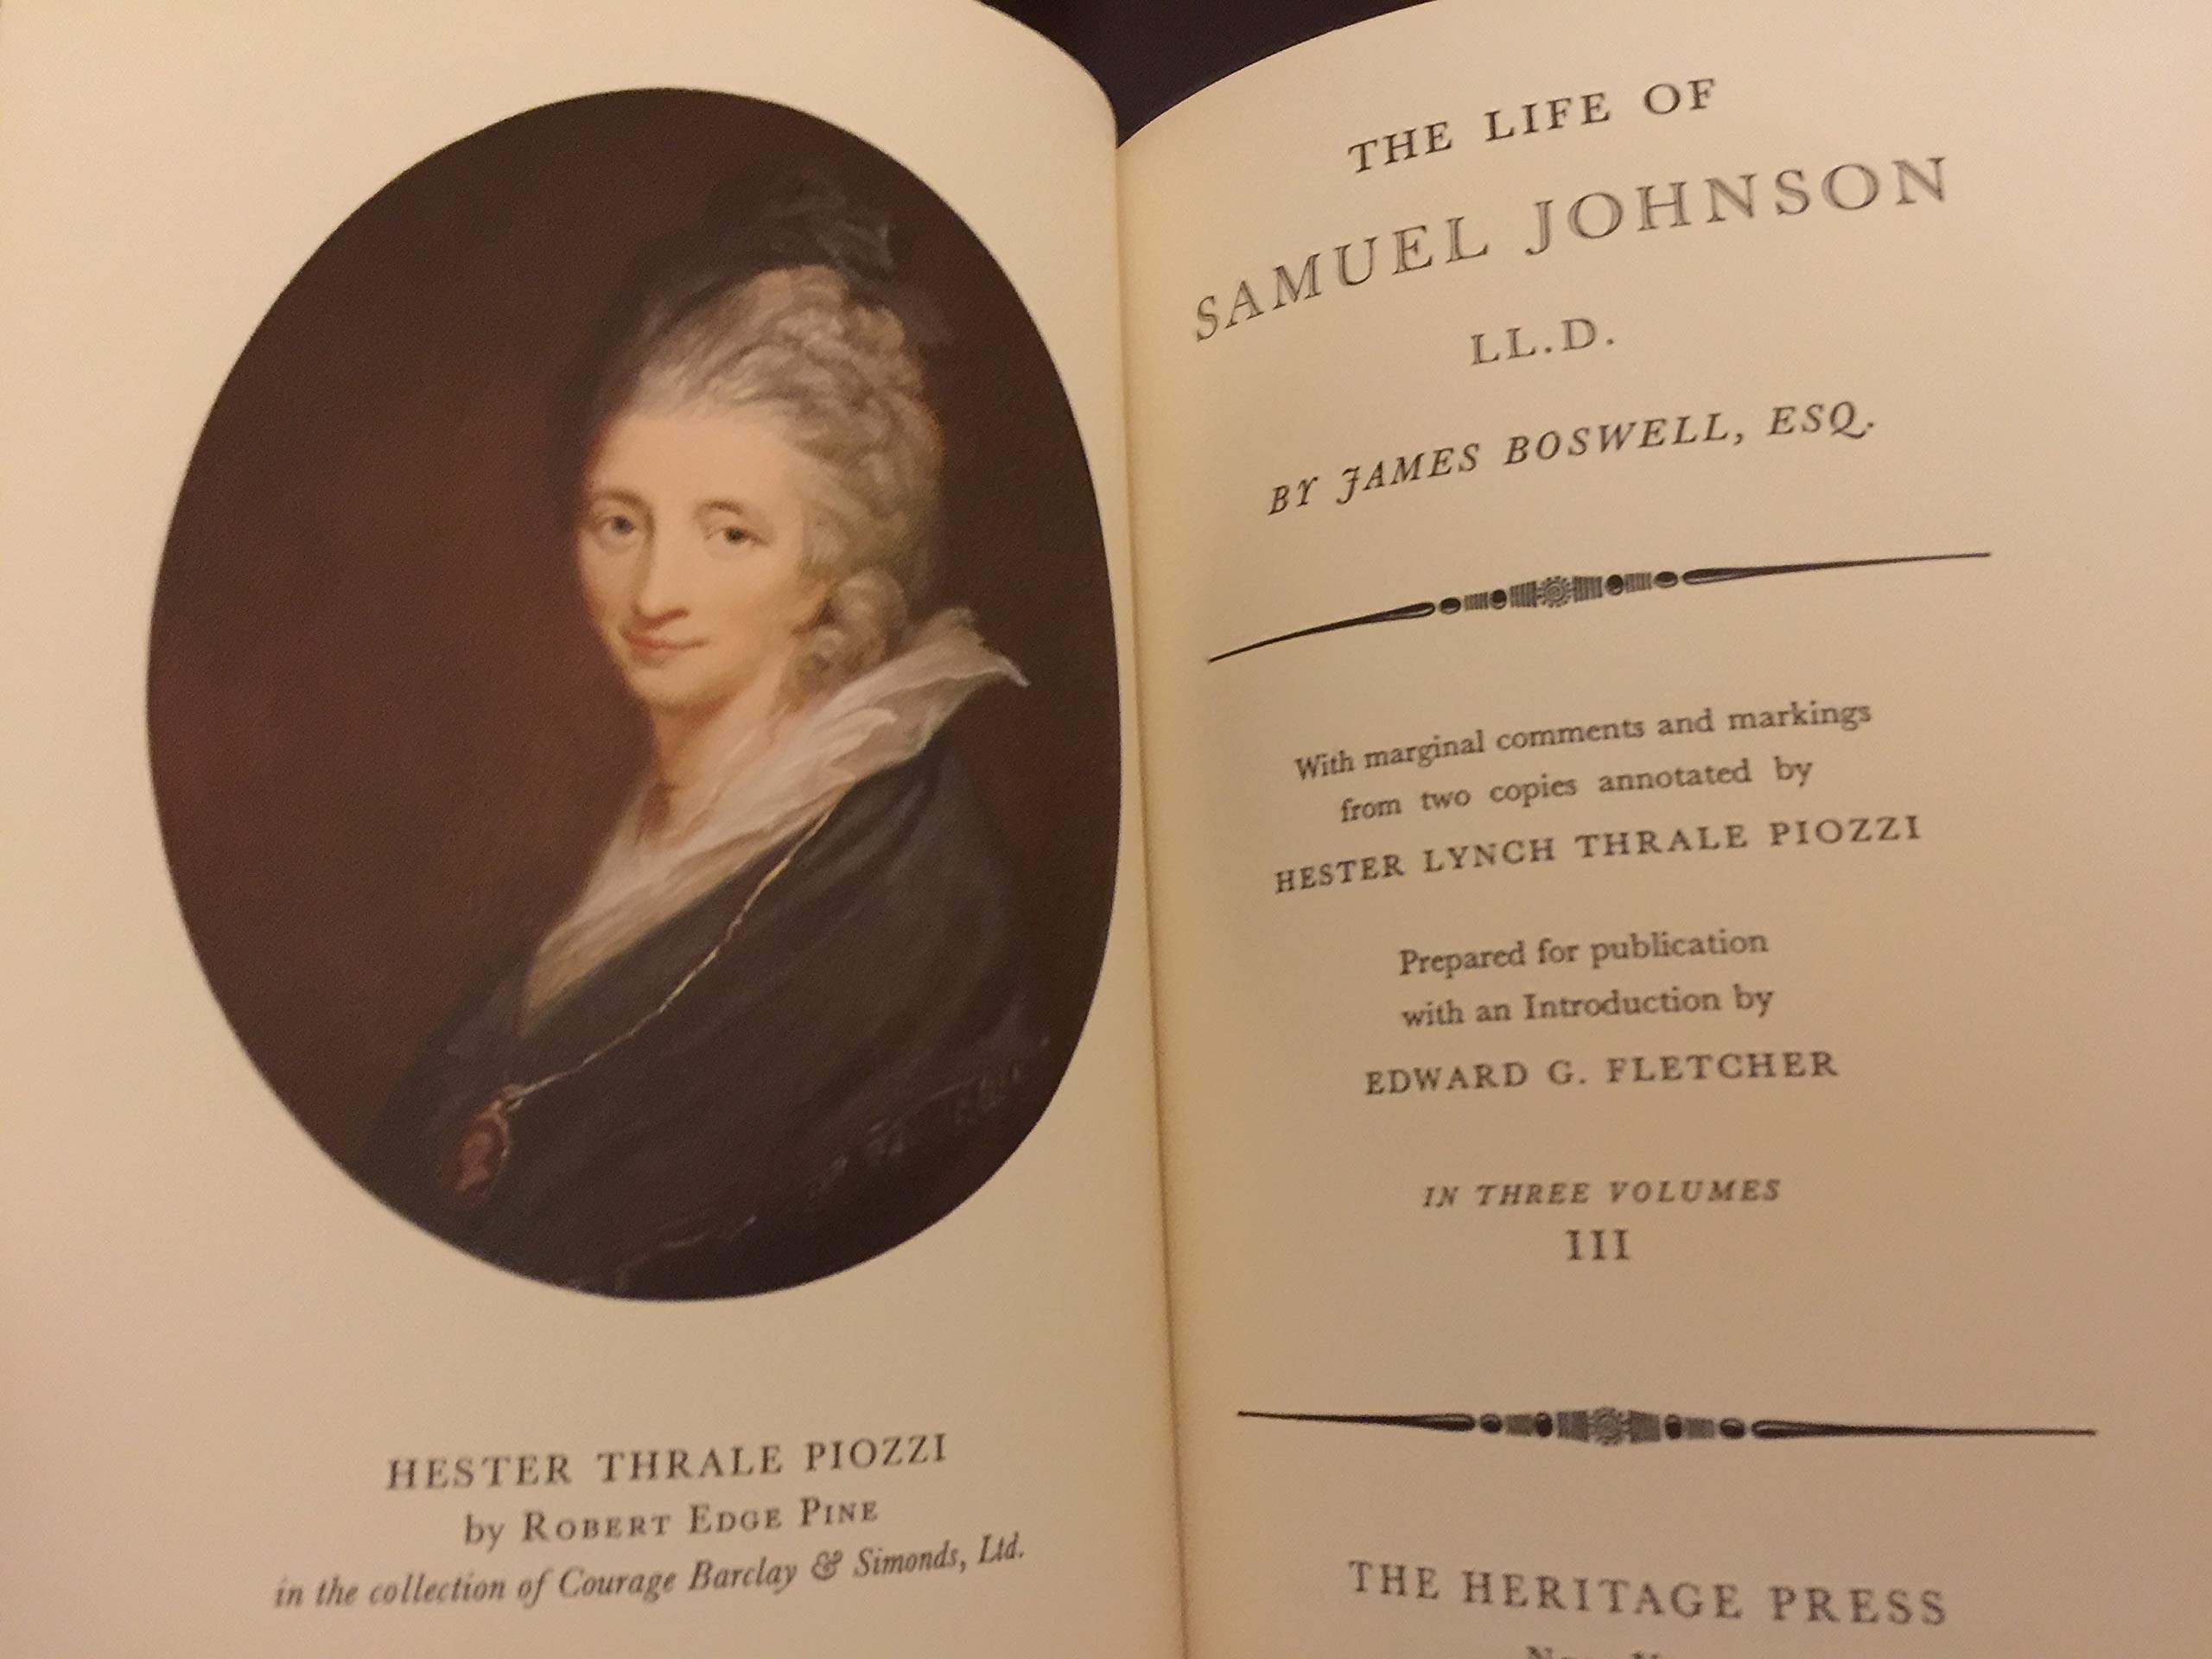 HESTER THRALE PIOZZI
by ROBERT EDGE PINE
in the collection of Courage Barclay & Simonds, Ltd.
THE LIFE OF
SAMUEL JOHNSON
LL.D.
BY JAMES BOSWELL, ESQ.
With marginal comments and markings
from two copies annotated by
HESTER LYNCH THRALE PIOZZI
Prepared for publication
with an Introduction by
EDWARD G. FLETCHER
IN THREE VOLUMES
III
THE HERITAGE PRESS